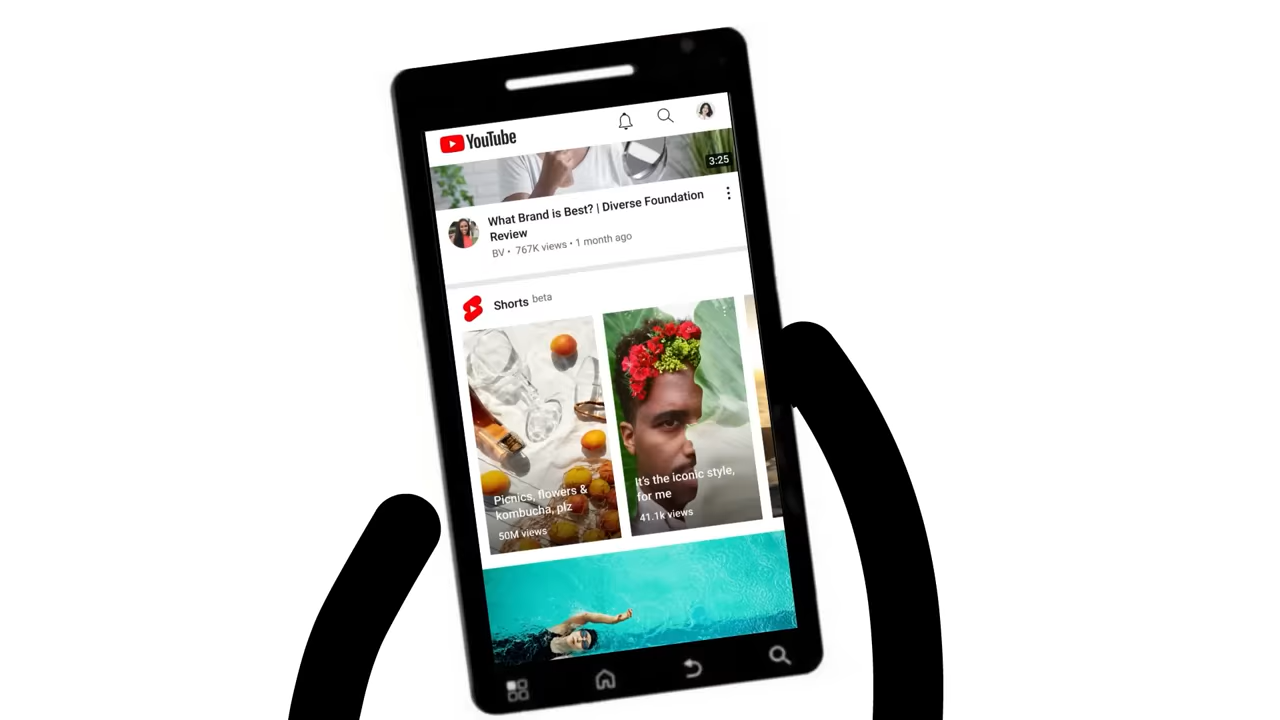 YouTube
3:25
What Brand is Best? | Diverse Foundation
Review
BV • 767K views • 1 month ago
Shorts beta
Picnics, flowers &
kombucha, plz
50M views
It's the iconic style,
for me
41.1k views